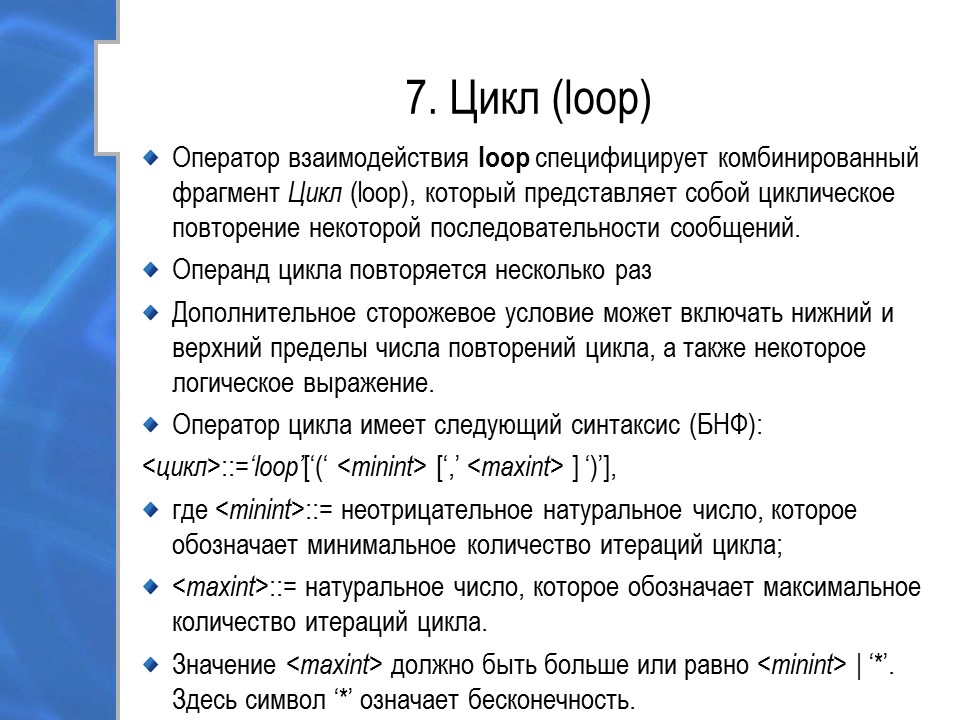 7. Цикл (loop)
Оператор взаимодействия loop специфицирует комбинированный
фрагмент Цикл (loop), который представляет собой циклическое
повторение некоторой последовательности сообщений.
Операнд цикла повторяется несколько раз
Дополнительное сторожевое условие может включать нижний и
верхний пределы числа повторений цикла, а также некоторое
логическое выражение.
Оператор цикла имеет следующий синтаксис (БНФ):
<цикл>::=‘loop’[‘(‘ <minint> [‘,’ <maxint> ] ‘)’],
где <minint>::= неотрицательное натуральное число, которое
обозначает минимальное количество итераций цикла;
<maxint>::= натуральное число, которое обозначает максимальное
количество итераций цикла.
Значение <maxint> должно быть больше или равно <minint> | ‘*’.
Здесь символ ‘*’ означает бесконечность.